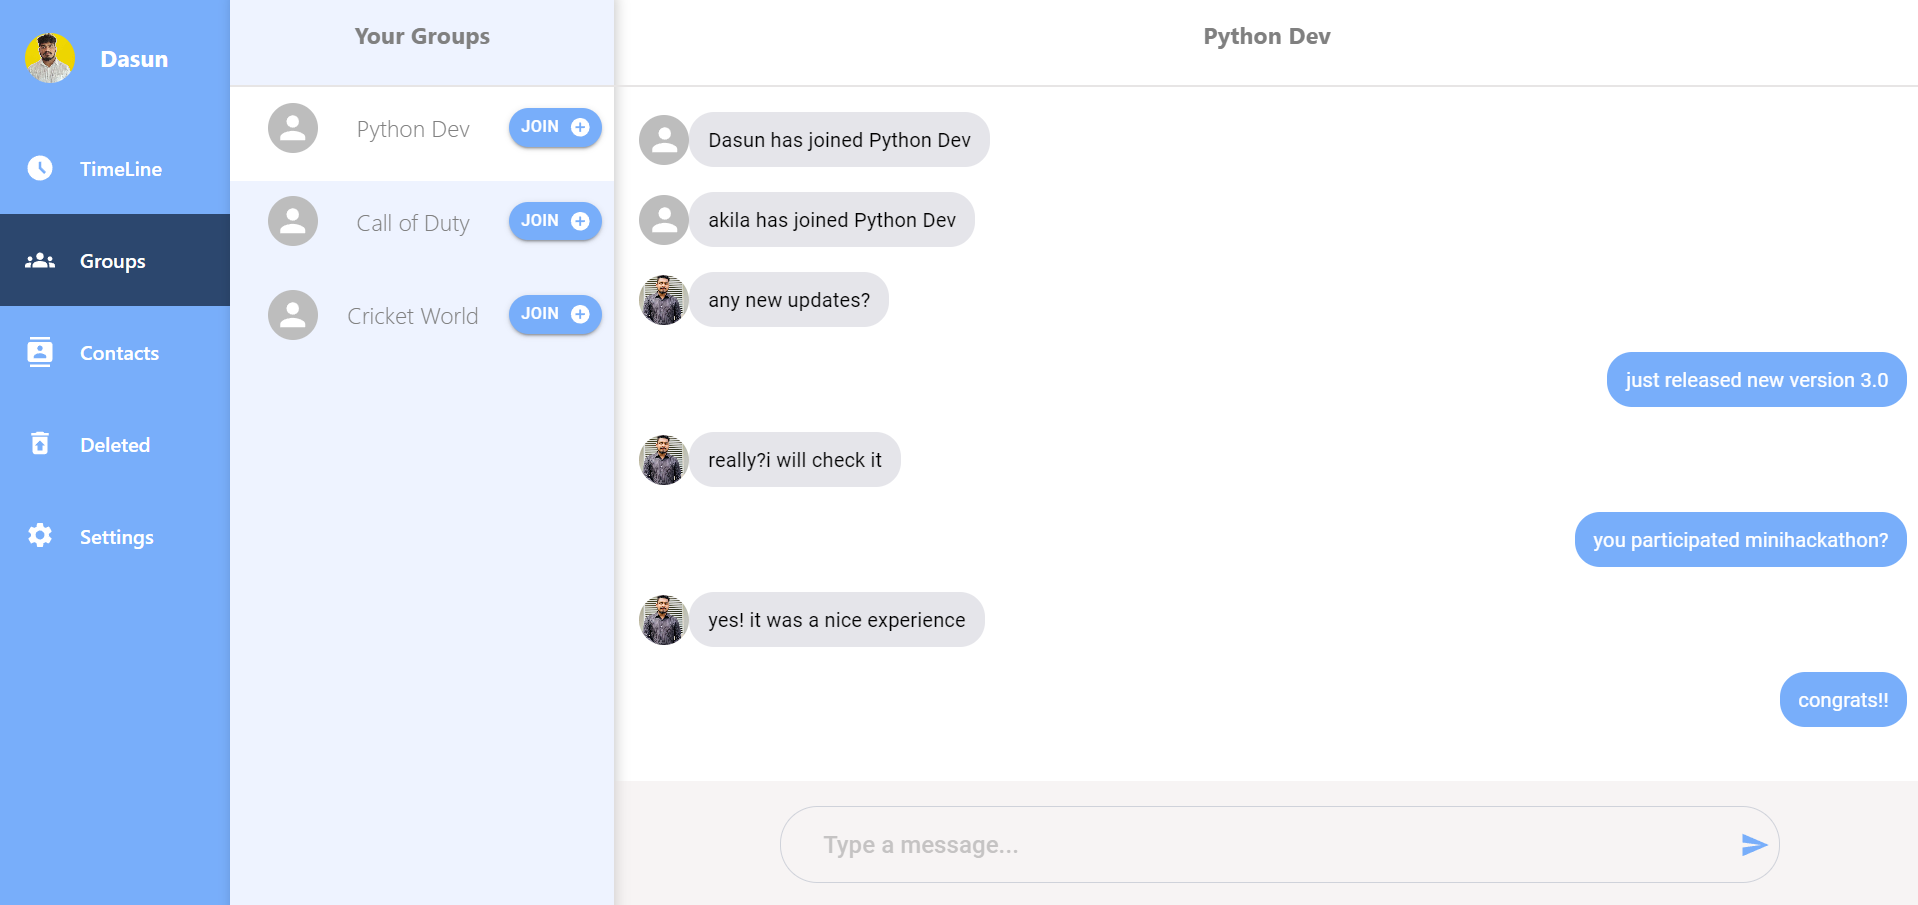 Dasun
TimeLine
Groups
Contacts
Deleted
Settings
Your Groups
Python Dev
JOIN
Call of Duty
JOIN
Cricket World
JOIN
Python Dev
Dasun has joined Python Dev
akila has joined Python Dev
any new updates?
just released new version 3.0
really?i will check it
you participated minihackathon?
yes! it was a nice experience
congrats!!
Type a message...